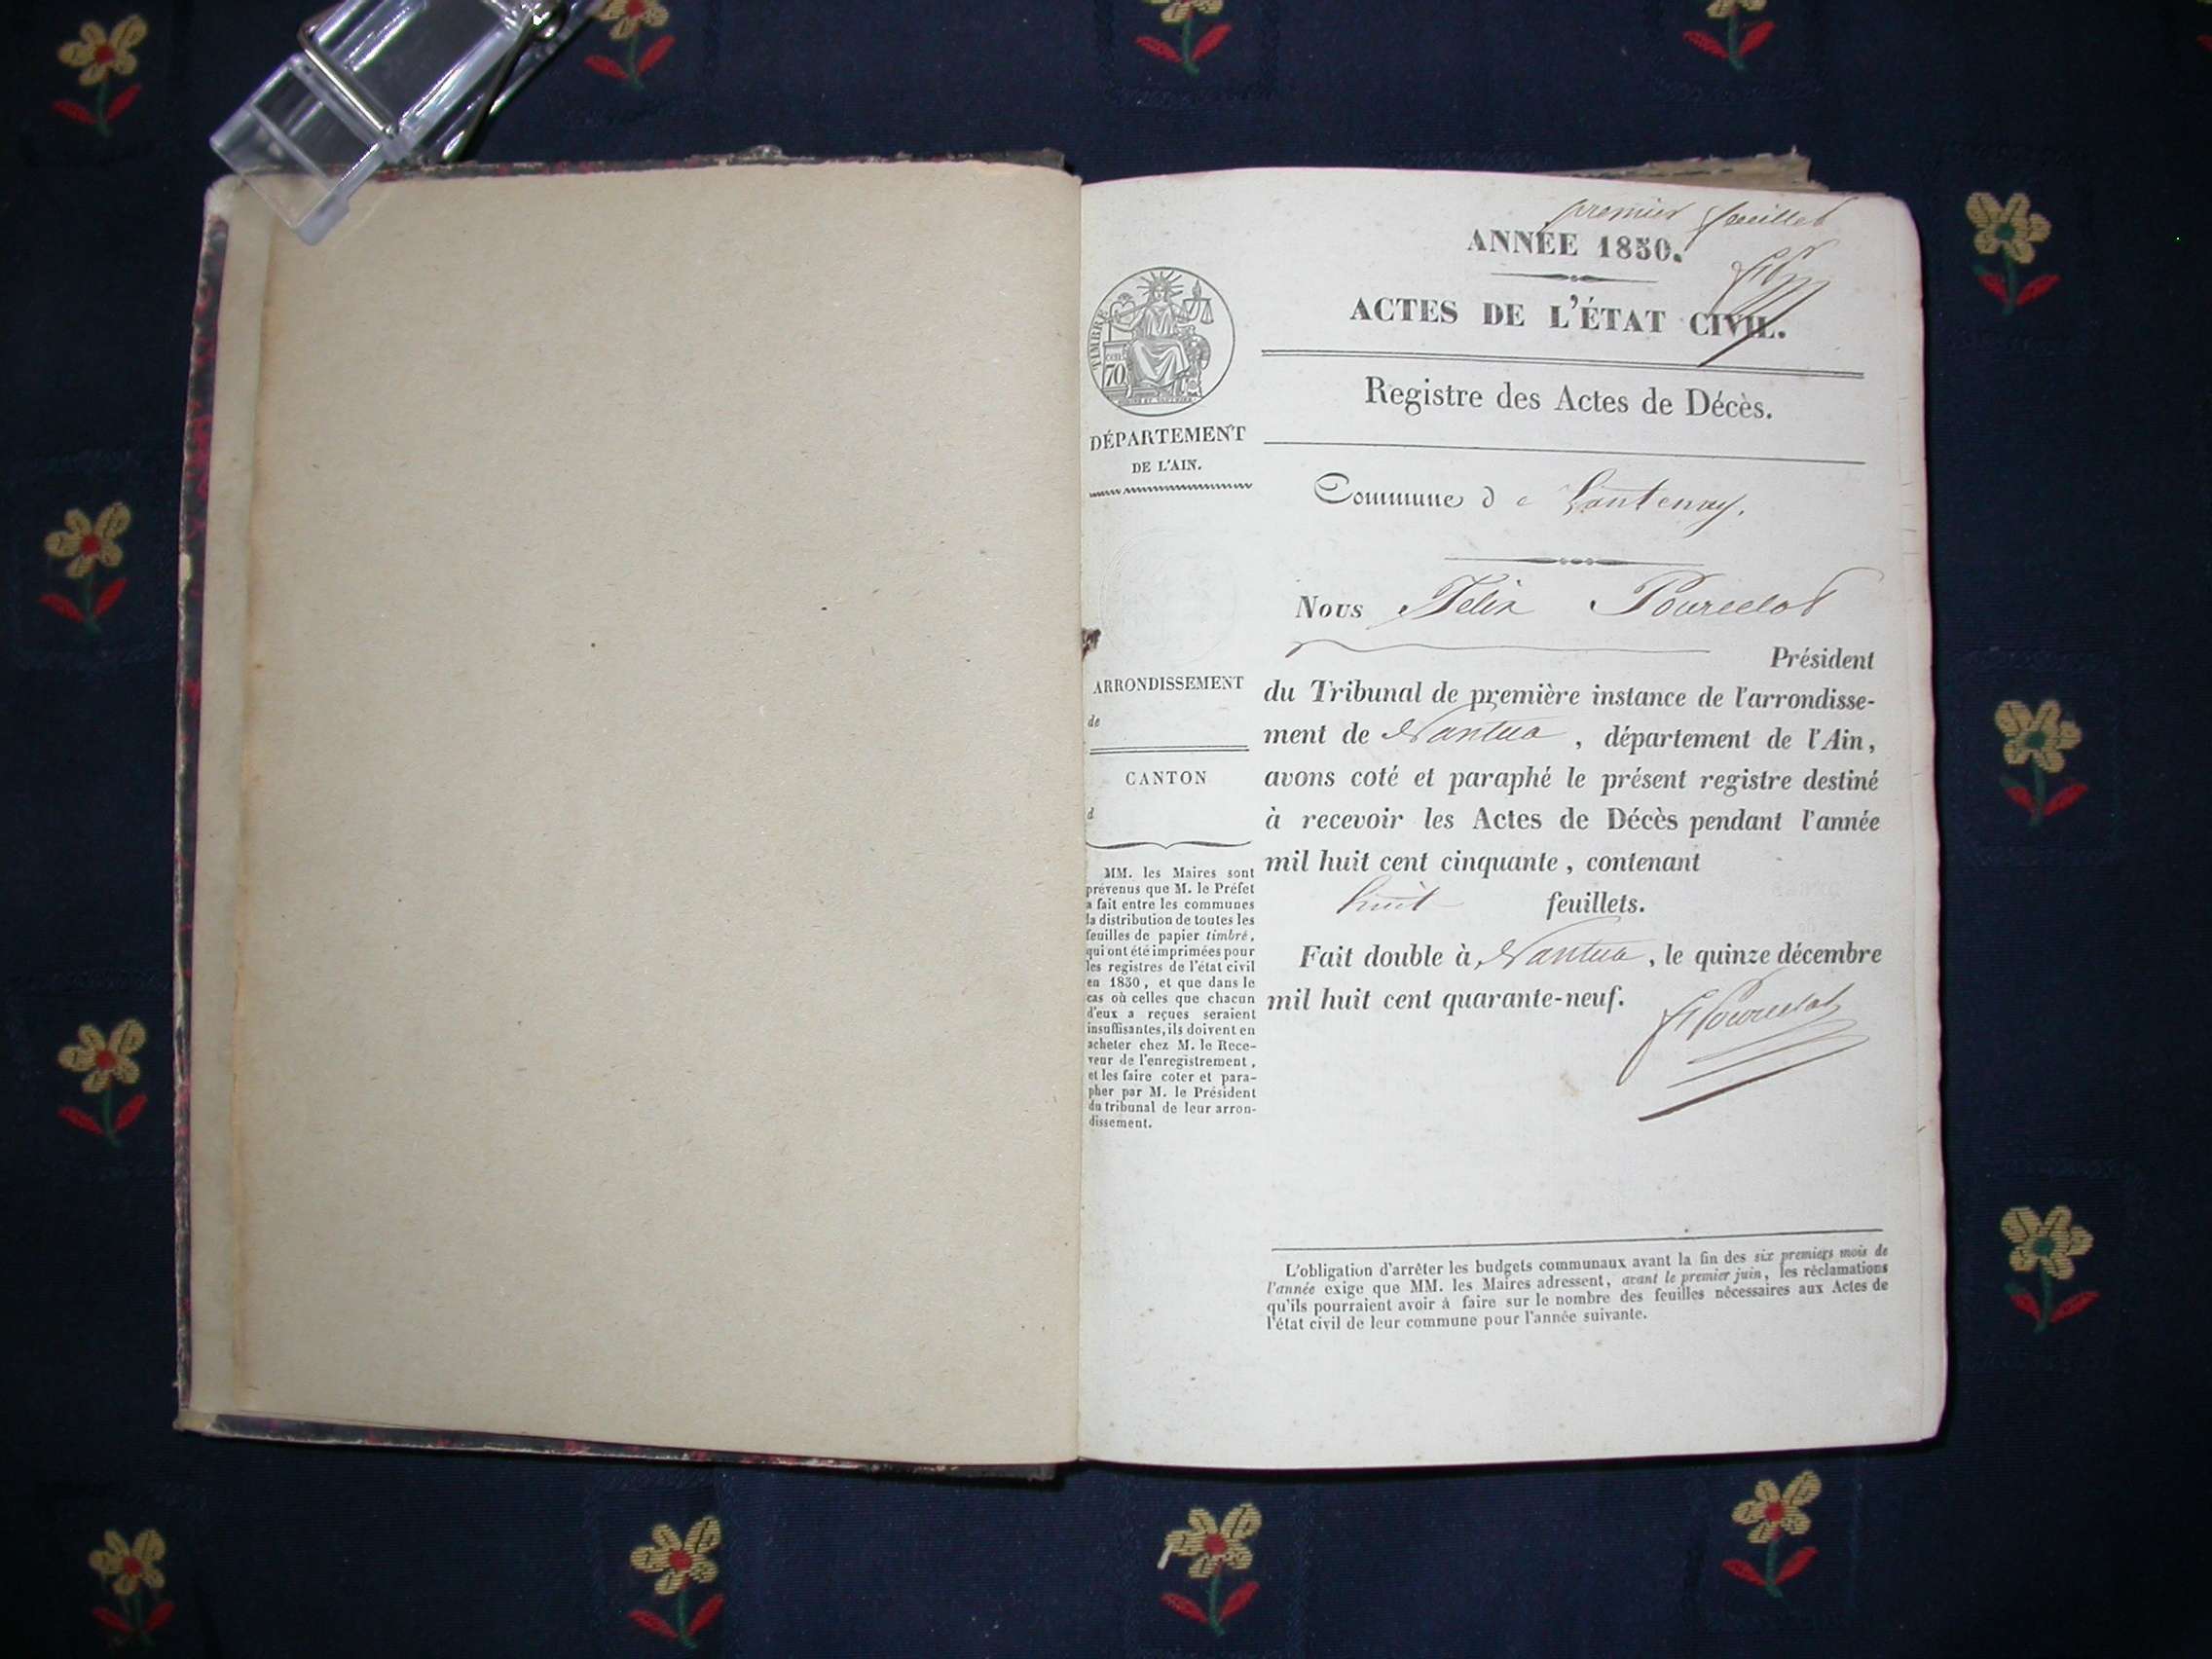 premier feuillet
ANNÉE 1850.
ACTES DE L'ÉTAT CIVIL.
Registre des Actes de Décès.
TIMBRE
cen.
70
DÉPARTEMENT
DE L'AIN.
Commune de Lantenay.
Nous Félix Pourcelot
Président
du Tribunal de première instance de l'arrondisse-
ment de Nantua, département de l'Ain,
avons coté et paraphé le présent registre destiné
à recevoir les Actes de Décès pendant l'année
mil huit cent cinquante, contenant
huit feuillets.
Fait double à Nantua, le quinze décembre
mil huit cent quarante-neuf.
Pourcelot
ARRONDISSEMENT
de
CANTON
d
MM. les Maires sont
prévenus que M. le Préfet
a fait entre les communes
la distribution de toutes les
feuilles de papier timbré,
qui ont été imprimées pour
les registres de l'état civil
en 1850, et que dans le
cas où celles que chacun
d'eux a reçues seraient
insuffisantes, ils doivent en
acheter chez M. le Rece-
veur de l'enregistrement,
et les faire coter et para-
pher par M. le Président
du tribunal de leur arron-
dissement.
L'obligation d'arrêter les budgets communaux avant la fin des six premiers mois de
l'année exige que MM. les Maires adressent, avant le premier juin, les réclamations
qu'ils pourraient avoir à faire sur le nombre des feuilles nécessaires aux Actes de
l'état civil de leur commune pour l'année suivante.